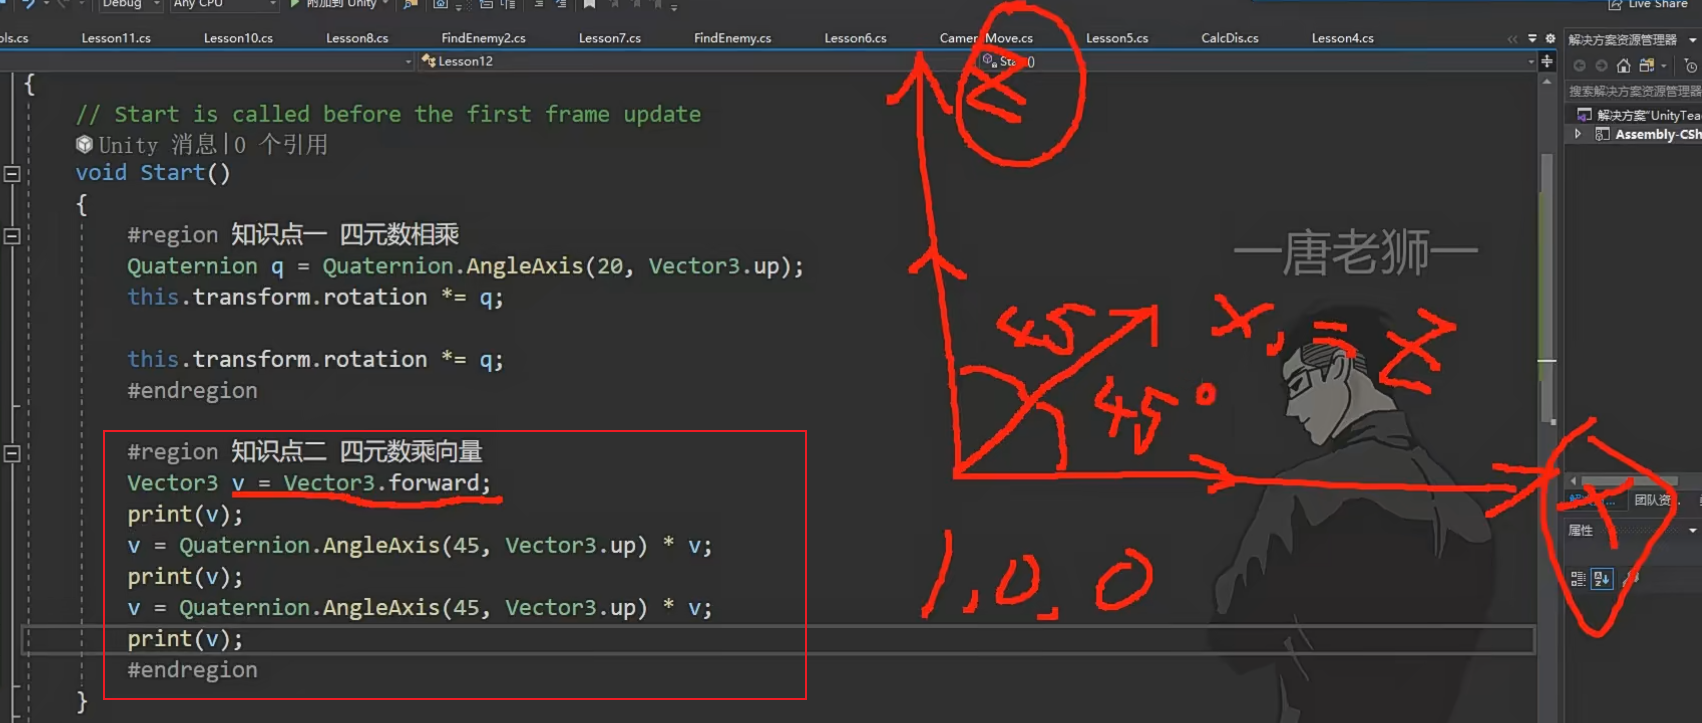 Debug
Any CPU
附加到 Unity
Live Share
ols.cs
Lesson11.cs
Lesson10.cs
Lesson8.cs
FindEnemy2.cs
Lesson7.cs
FindEnemy.cs
Lesson6.cs
Move.cs
Lesson5.cs
CalcDis.cs
Lesson4.cs
解决方案资源管理器
Lesson12
搜索解决方案资源管理器
解决方案"UnityTea
Assembly-CSh
{
// Start is called before the first frame update
Unity 消息|0 个引用
void Start()
{
#region 知识点一 四元数相乘
Quaternion q = Quaternion.AngleAxis(20, Vector3.up);
this.transform.rotation *= q;
this.transform.rotation *= q;
#endregion
#region 知识点二 四元数乘向量
Vector3 v = Vector3.forward;
print(v);
v = Quaternion.AngleAxis(45, Vector3.up) * v;
print(v);
v = Quaternion.AngleAxis(45, Vector3.up) * v;
print(v);
#endregion
}
Z
—唐老狮—
45
45°
X, = Z
X
1,0,0
团队资
属性